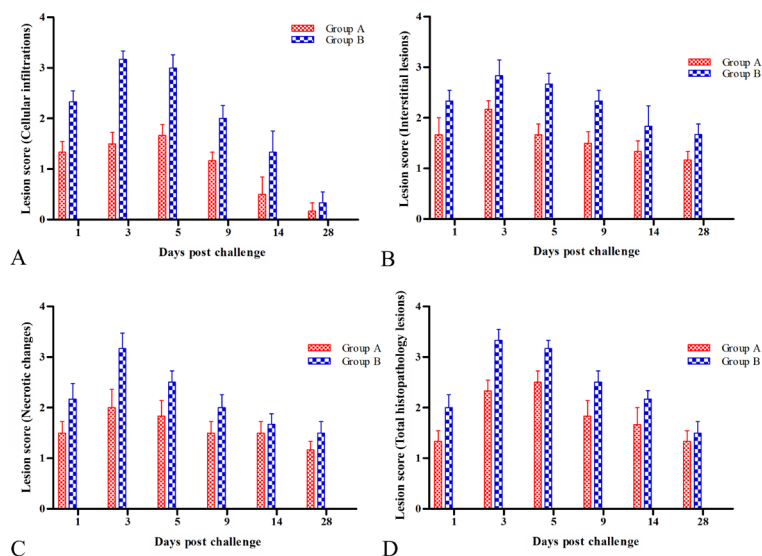 Lesion score (Cellular infiltrations)
4
3
2
1
0
Group A
Group B
1 3 5 9 14 28
Days post challenge
A
Lesion score (Interstitial lesions)
4
3
2
1
0
Group A
Group B
1 3 5 9 14 28
Days post challenge
B
Lesion score (Necrotic changes)
4
3
2
1
0
Group A
Group B
1 3 5 9 14 28
Days post challenge
C
Lesion score (Total histopathology lesions)
4
3
2
1
0
Group A
Group B
1 3 5 9 14 28
Days post challenge
D